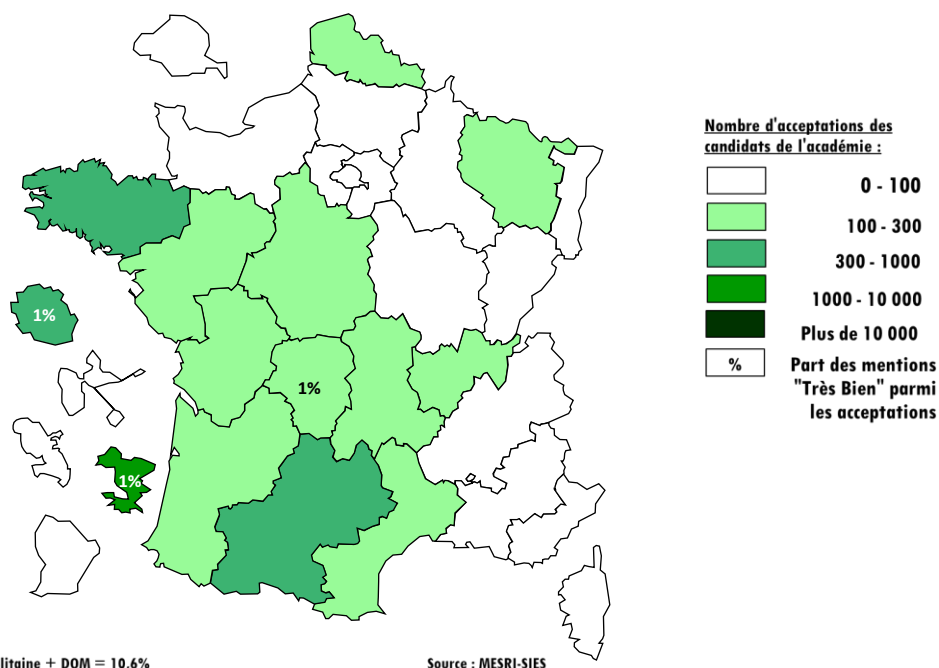 Nombre d'acceptations des
candidats de l'académie :
0 - 100
100 - 300
300 - 1000
1000 - 10 000
Plus de 10 000
% Part des mentions
"Très Bien" parmi
les acceptations
1%
1%
1%
litaine + DOM = 10,6%
Source : MESRI-SIES